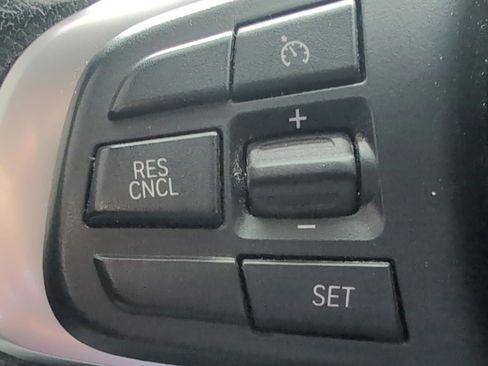 +
RES
CNCL
–
SET